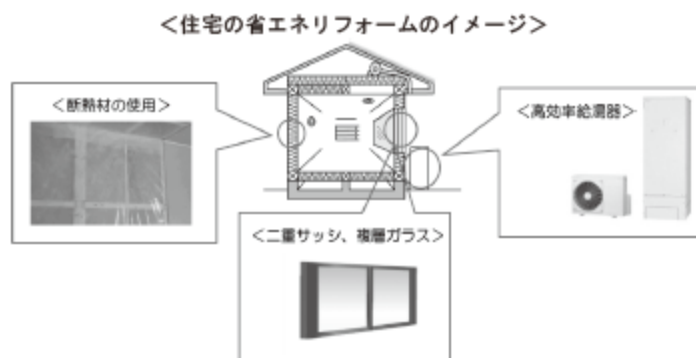 ＜住宅の省エネリフォームのイメージ＞
＜断熱材の使用＞
＜高効率給湯器＞
＜二重サッシ、複層ガラス＞